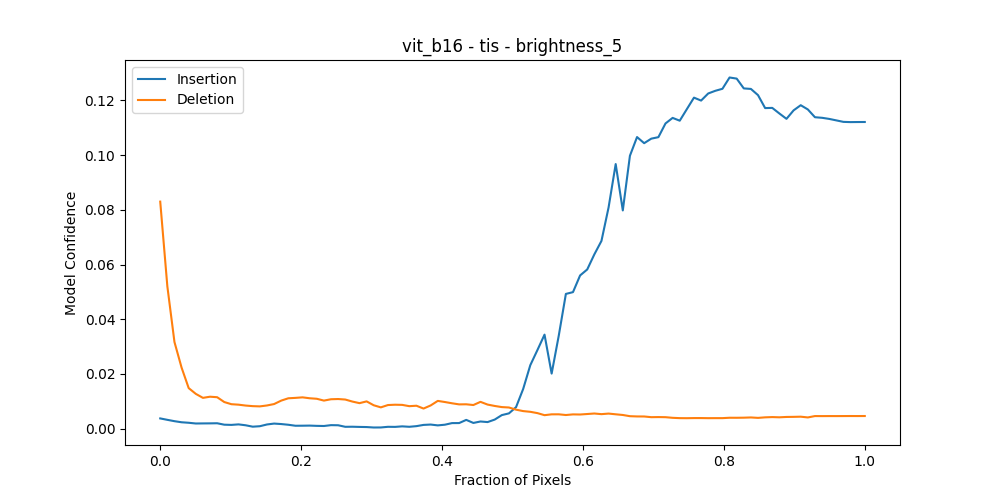 vit_b16 - tis - brightness_5
Insertion
Deletion
Model Confidence
0.12
0.10
0.08
0.06
0.04
0.02
0.00
0.0 0.2 0.4 0.6 0.8 1.0
Fraction of Pixels